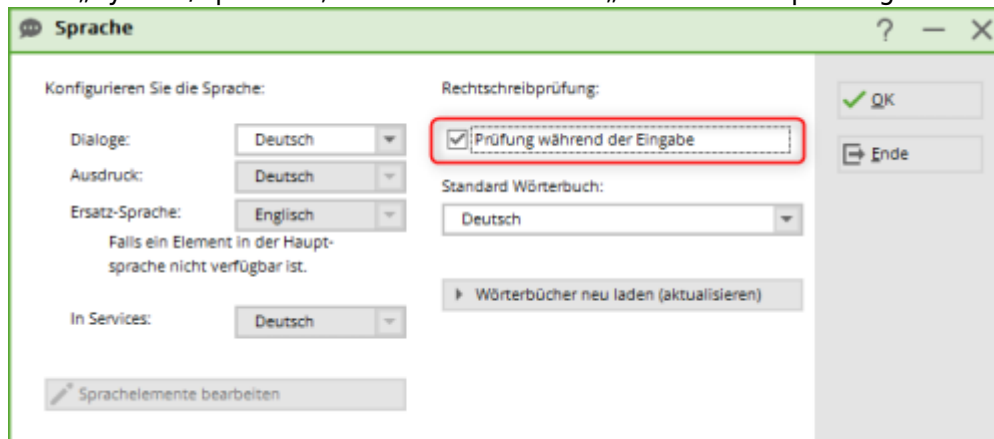 Sprache
Konfigurieren Sie die Sprache:
Dialoge: Deutsch
Ausdruck: Deutsch
Ersatz-Sprache: Englisch
Falls ein Element in der Haupt-
sprache nicht verfügbar ist.
In Services: Deutsch
Sprachelemente bearbeiten
Rechtschreibprüfung:
Prüfung während der Eingabe
Standard Wörterbuch:
Deutsch
Wörterbücher neu laden (aktualisieren)
OK
Ende